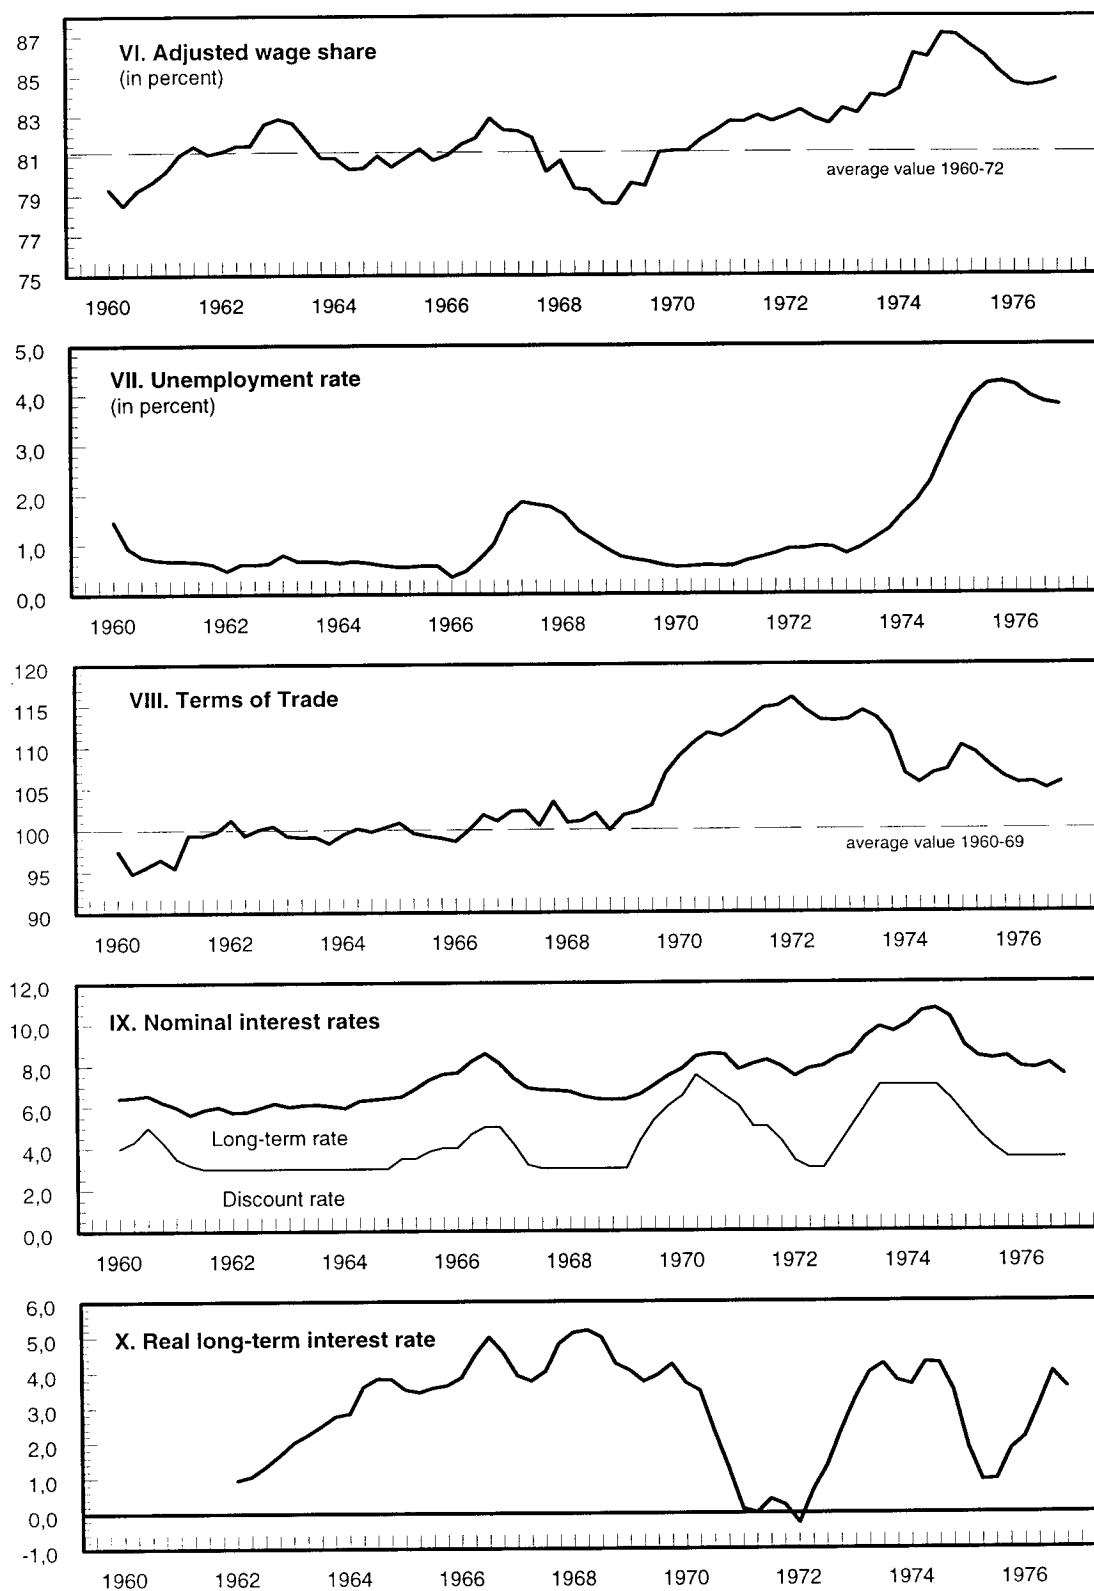 VI. Adjusted wage share
(in percent)
87
85
83
81
79
77
75
average value 1960-72
1960 1962 1964 1966 1968 1970 1972 1974 1976
VII. Unemployment rate
(in percent)
5,0
4,0
3,0
2,0
1,0
0,0
1960 1962 1964 1966 1968 1970 1972 1974 1976
VIII. Terms of Trade
120
115
110
105
100
95
90
average value 1960-69
1960 1962 1964 1966 1968 1970 1972 1974 1976
IX. Nominal interest rates
12,0
10,0
8,0
6,0
4,0
2,0
0,0
Long-term rate
Discount rate
1960 1962 1964 1966 1968 1970 1972 1974 1976
X. Real long-term interest rate
6,0
5,0
4,0
3,0
2,0
1,0
0,0
-1,0
1960 1962 1964 1966 1968 1970 1972 1974 1976